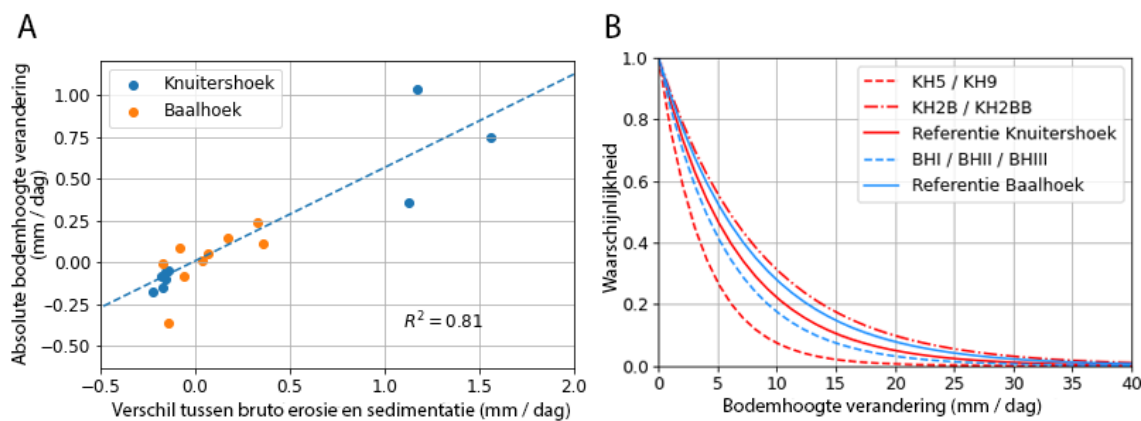 A
Absolute bodemhoogte verandering
(mm / dag)
1.00
0.75
0.50
0.25
0.00
−0.25
−0.50
Knuitershoek
Baalhoek
R² = 0.81
−0.5
0.0
0.5
1.0
1.5
2.0
Verschil tussen bruto erosie en sedimentatie (mm / dag)
B
Waarschijnlijkheid
1.0
0.8
0.6
0.4
0.2
0.0
KH5 / KH9
KH2B / KH2BB
Referentie Knuitershoek
BHI / BHII / BHIII
Referentie Baalhoek
0
5
10
15
20
25
30
35
40
Bodemhoogte verandering (mm / dag)